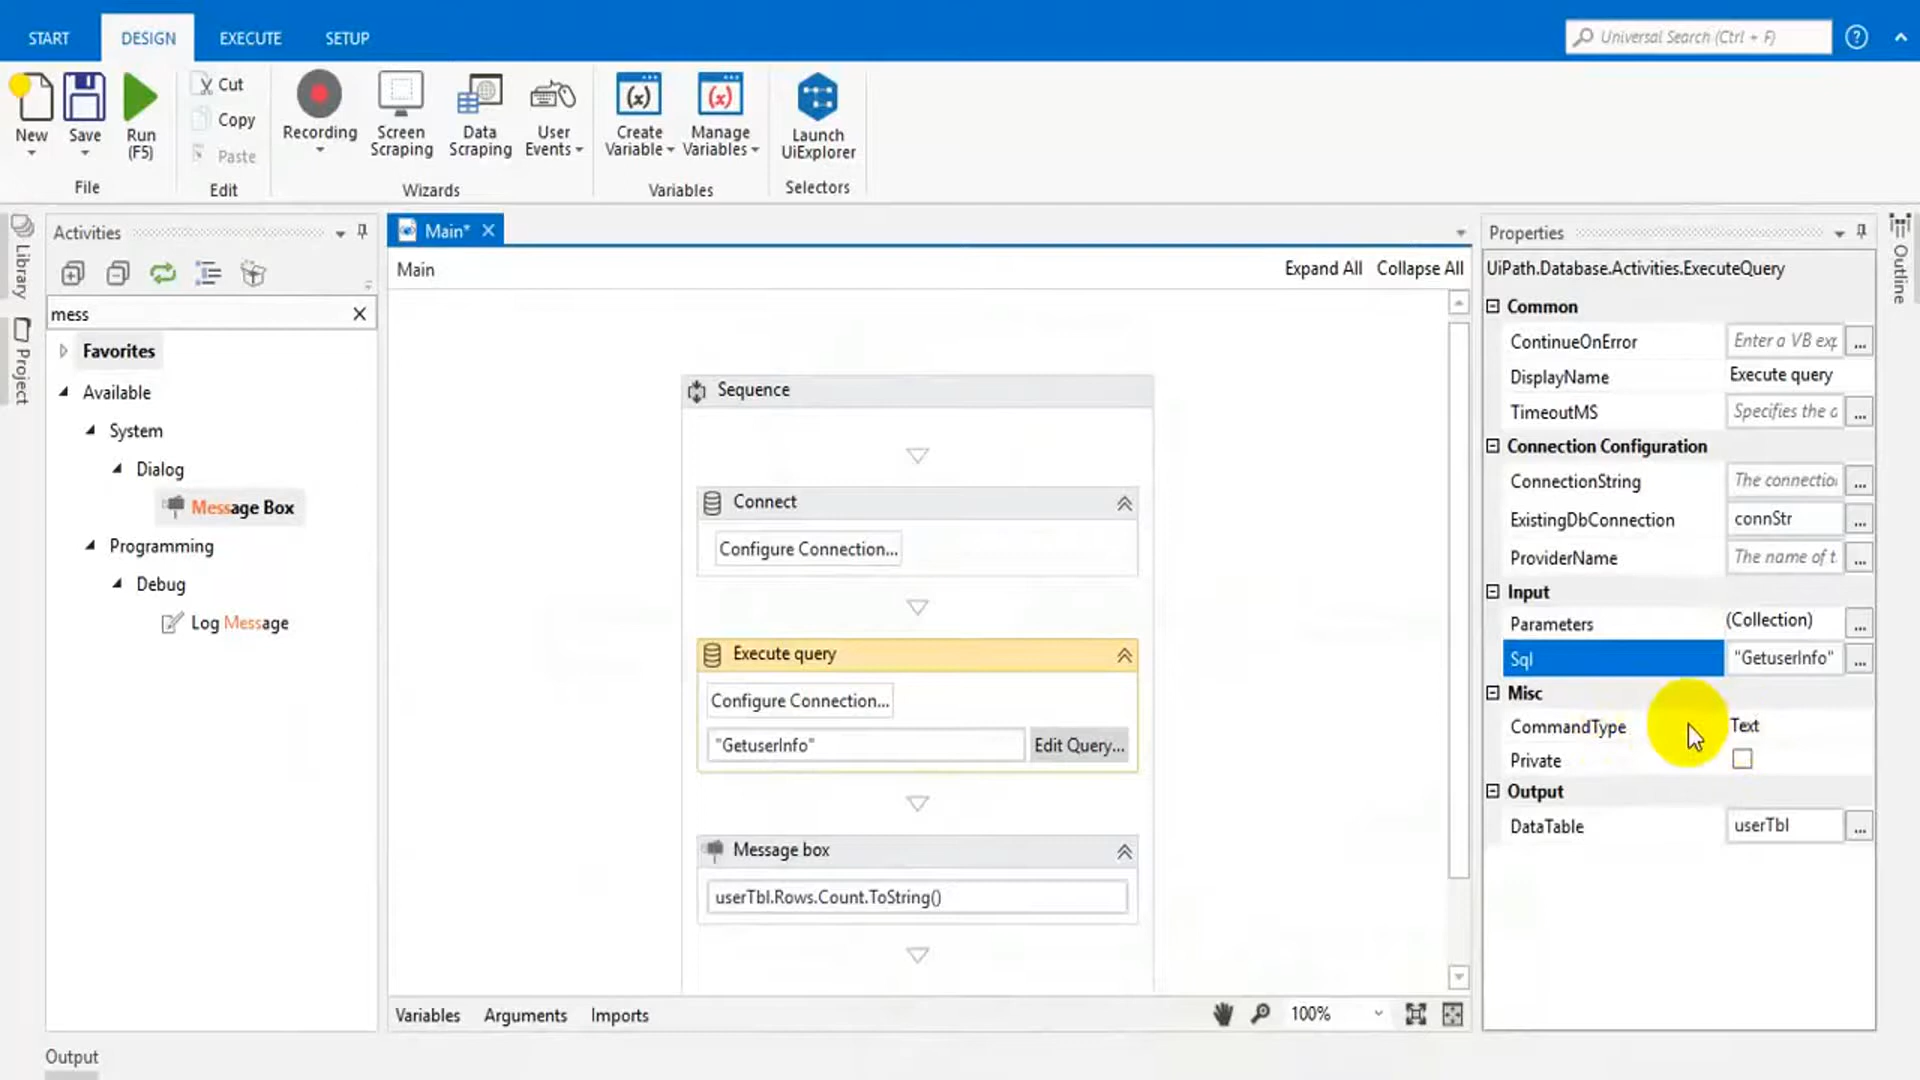 START DESIGN EXECUTE SETUP
Universal Search (Ctrl + F)
New
Save
Run
(F5)
File
Cut
Copy
Paste
Edit
Recording
Screen
Scraping
Data
Scraping
User
Events
Wizards
Create
Variable
Manage
Variables
Variables
Launch
UiExplorer
Selectors
Library
Project
Activities
mess
Favorites
Available
System
Dialog
Message Box
Programming
Debug
Log Message
Main*
Main
Expand All Collapse All
Sequence
Connect
Configure Connection...
Execute query
Configure Connection...
"GetuserInfo"
Edit Query...
Message box
userTbl.Rows.Count.ToString()
Variables Arguments Imports
100%
Properties
UiPath.Database.Activities.ExecuteQuery
Common
ContinueOnError Enter a VB exp ...
DisplayName Execute query
TimeoutMS Specifies the ...
Connection Configuration
ConnectionString The connectio ...
ExistingDbConnection connStr ...
ProviderName The name of t ...
Input
Parameters (Collection) ...
Sql "GetuserInfo" ...
Misc
CommandType Text
Private
Output
DataTable userTbl ...
Outline
Output